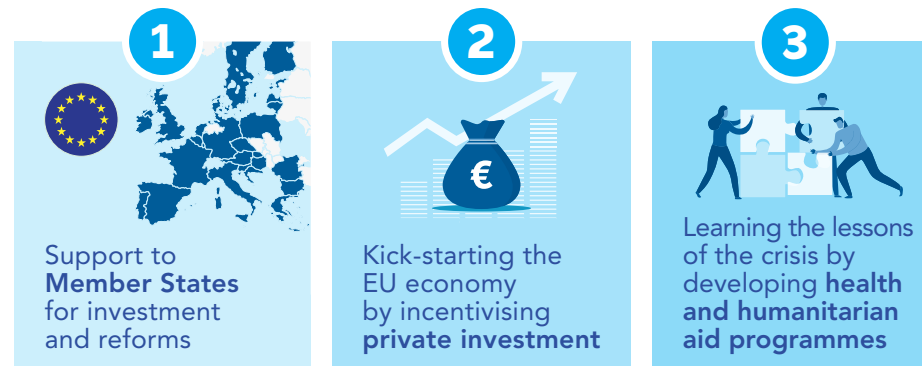 1
Support to
Member States
for investment
and reforms
2
€
Kick-starting the
EU economy
by incentivising
private investment
3
Learning the lessons
of the crisis by
developing health
and humanitarian
aid programmes